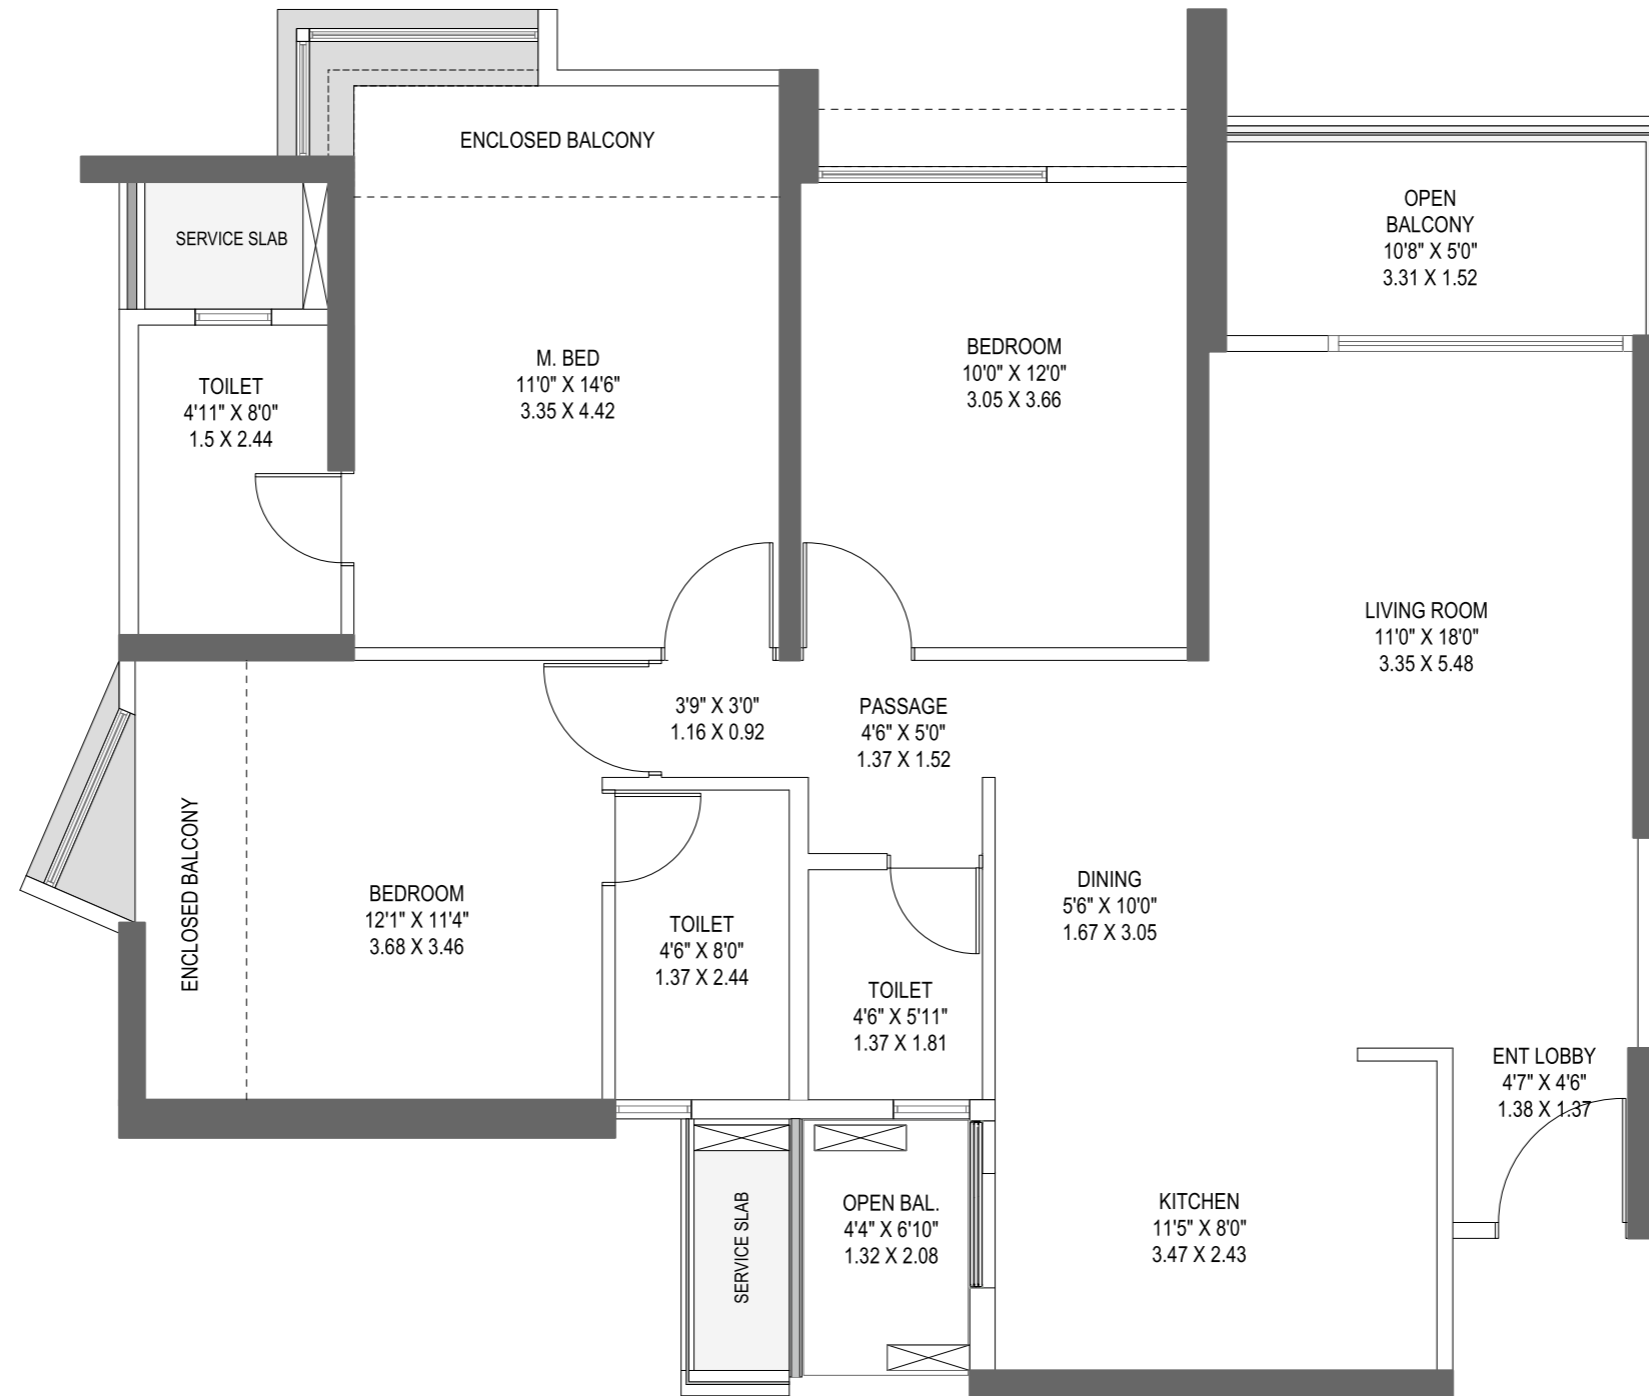 ENCLOSED BALCONY
SERVICE SLAB
OPEN
BALCONY
10'8" X 5'0"
3.31 X 1.52
TOILET
4'11" X 8'0"
1.5 X 2.44
M. BED
11'0" X 14'6"
3.35 X 4.42
BEDROOM
10'0" X 12'0"
3.05 X 3.66
LIVING ROOM
11'0" X 18'0"
3.35 X 5.48
3'9" X 3'0"
1.16 X 0.92
PASSAGE
4'6" X 5'0"
1.37 X 1.52
ENCLOSED BALCONY
BEDROOM
12'1" X 11'4"
3.68 X 3.46
TOILET
4'6" X 8'0"
1.37 X 2.44
TOILET
4'6" X 5'11"
1.37 X 1.81
DINING
5'6" X 10'0"
1.67 X 3.05
ENT LOBBY
4'7" X 4'6"
1.38 X 1.37
SERVICE SLAB
OPEN BAL.
4'4" X 6'10"
1.32 X 2.08
KITCHEN
11'5" X 8'0"
3.47 X 2.43